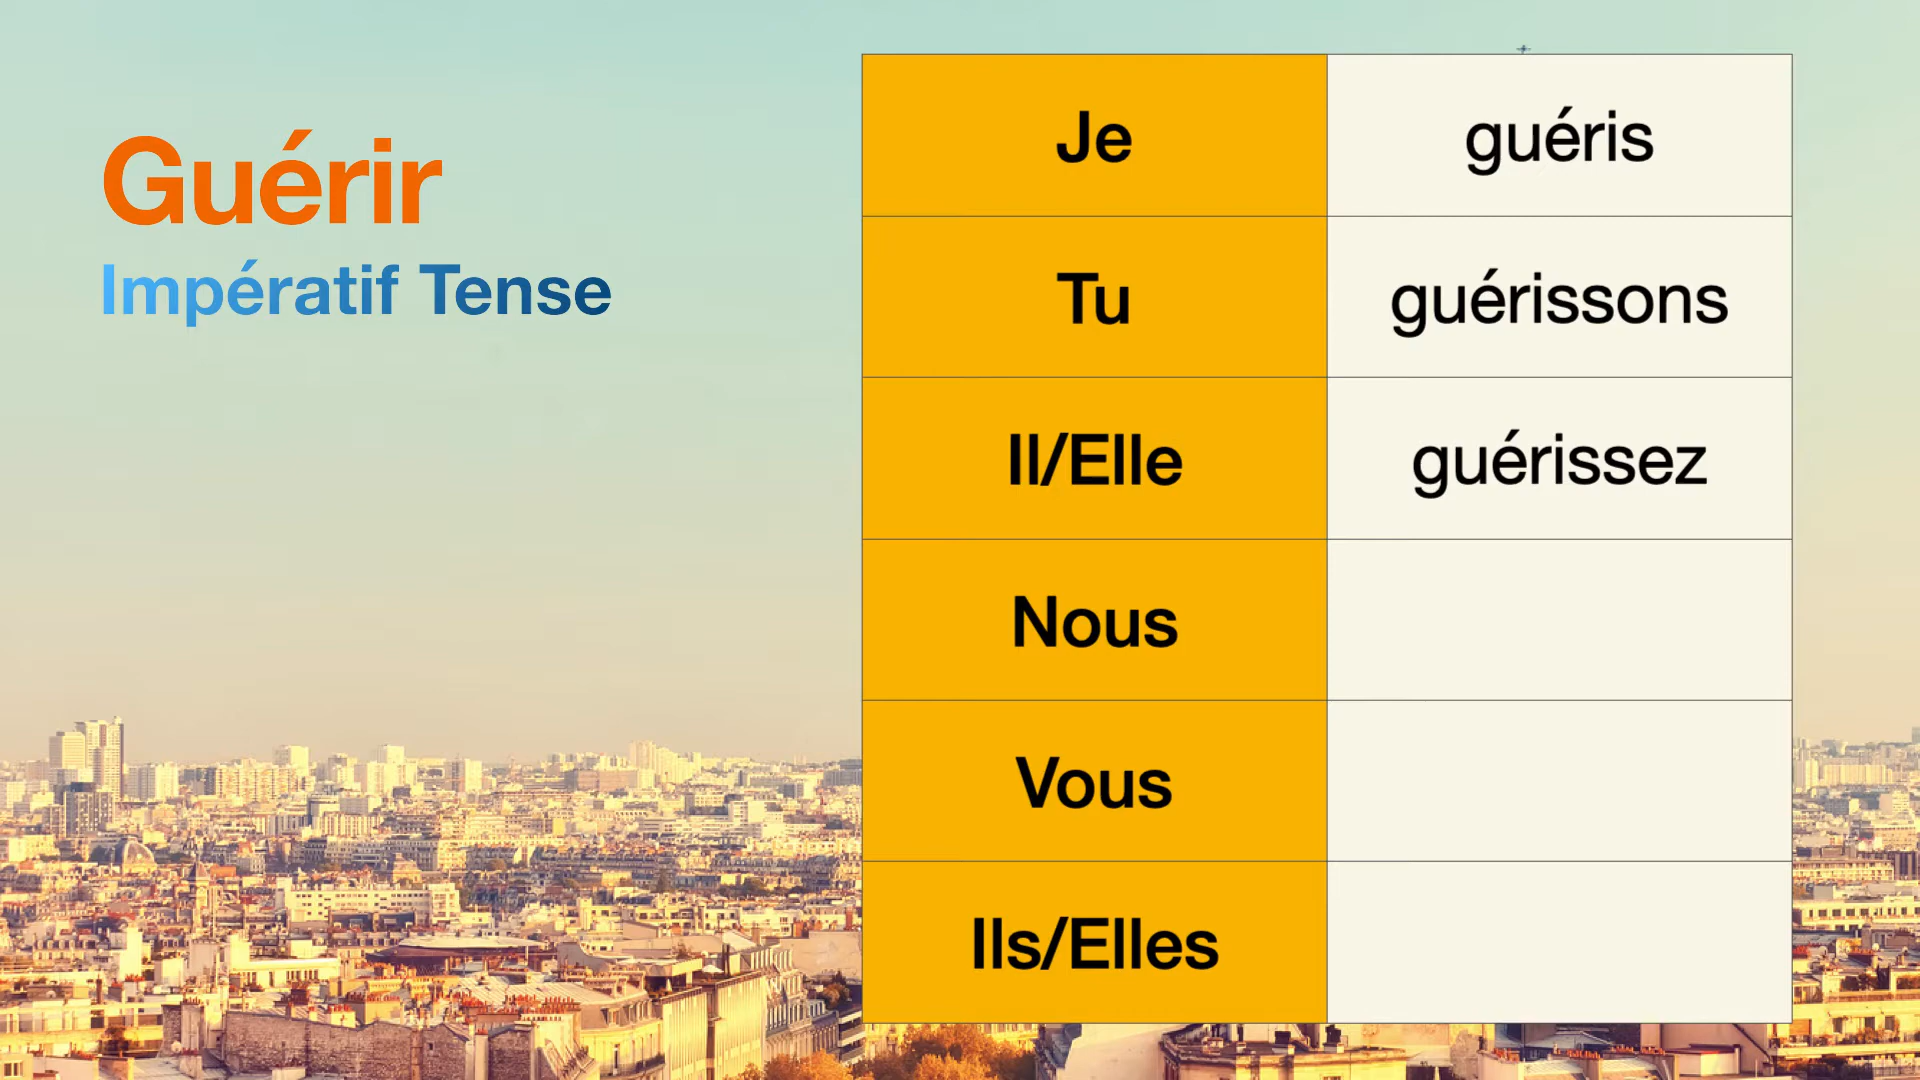 Guérir
Impératif Tense
Je guéris
Tu guérissons
Il/Elle guérissez
Nous
Vous
Ils/Elles